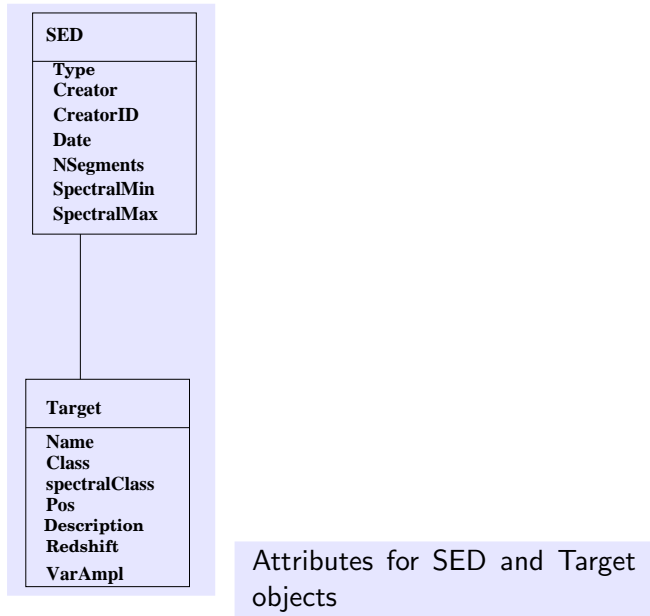 SED
Type
Creator
CreatorID
Date
NSegments
SpectralMin
SpectralMax
Target
Name
Class
spectralClass
Pos
Description
Redshift
VarAmpl
Attributes for SED and Target
objects